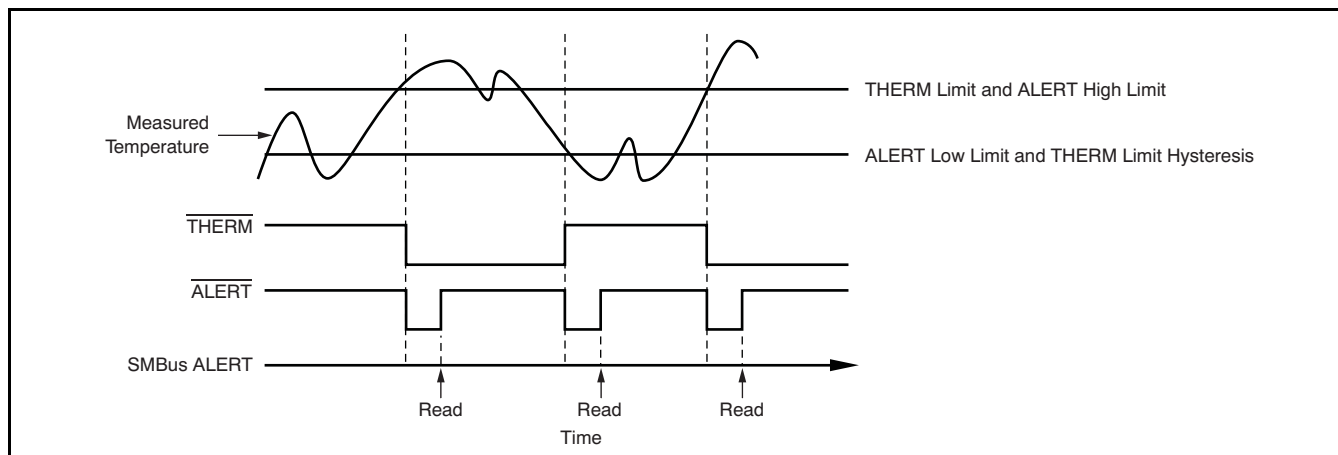 THERM Limit and ALERT High Limit
Measured
Temperature
ALERT Low Limit and THERM Limit Hysteresis
THERM
ALERT
SMBus ALERT
Read
Read
Read
Time